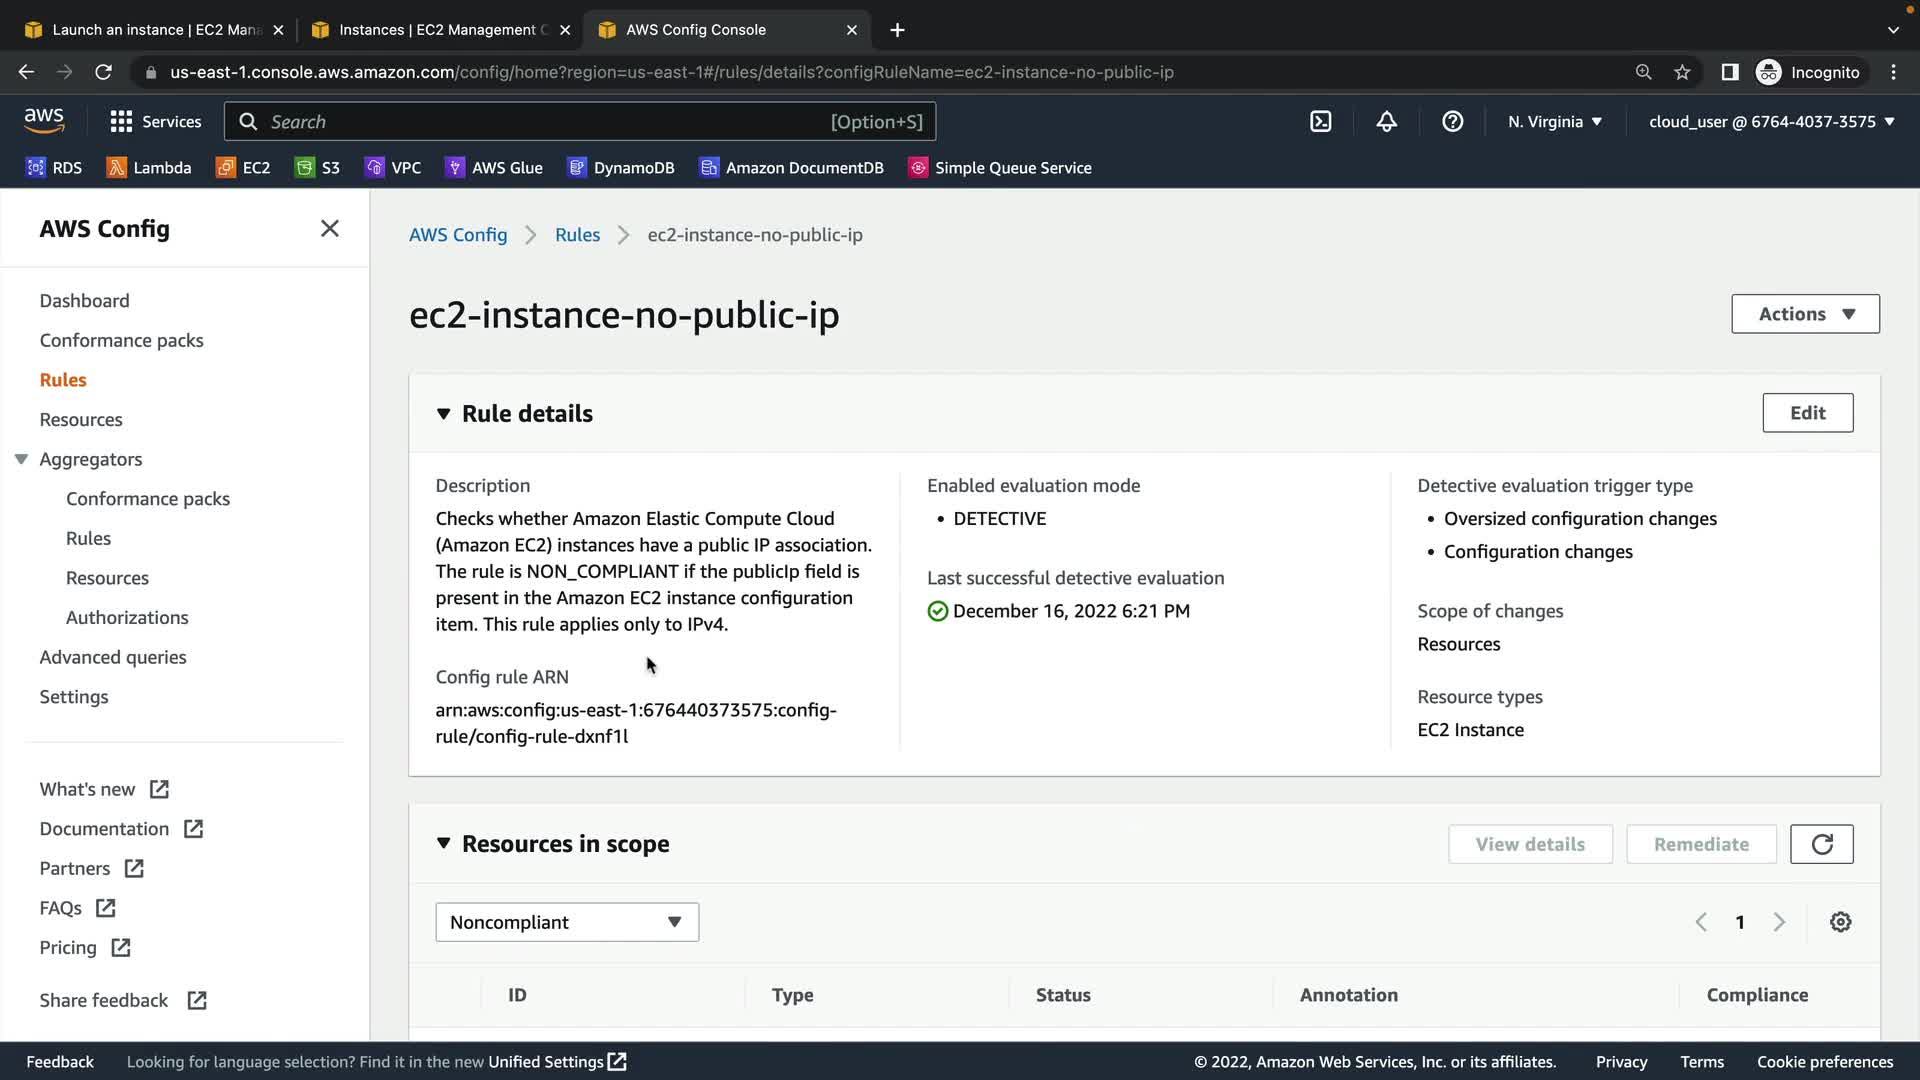 Launch an instance | EC2 Mana
Instances | EC2 Management C
AWS Config Console
us-east-1.console.aws.amazon.com/config/home?region=us-east-1#/rules/details?configRuleName=ec2-instance-no-public-ip
Incognito
aws
Services
Search
[Option+S]
N. Virginia
cloud_user @ 6764-4037-3575
RDS
Lambda
EC2
S3
VPC
AWS Glue
DynamoDB
Amazon DocumentDB
Simple Queue Service
AWS Config
Dashboard
Conformance packs
Rules
Resources
Aggregators
Conformance packs
Rules
Resources
Authorizations
Advanced queries
Settings
What's new
Documentation
Partners
FAQs
Pricing
Share feedback
AWS Config
Rules
ec2-instance-no-public-ip
ec2-instance-no-public-ip
Actions
Rule details
Edit
Description
Checks whether Amazon Elastic Compute Cloud
(Amazon EC2) instances have a public IP association.
The rule is NON_COMPLIANT if the publicIp field is
present in the Amazon EC2 instance configuration
item. This rule applies only to IPv4.
Config rule ARN
arn:aws:config:us-east-1:676440373575:config-
rule/config-rule-dxnf1l
Enabled evaluation mode
• DETECTIVE
Last successful detective evaluation
December 16, 2022 6:21 PM
Detective evaluation trigger type
• Oversized configuration changes
• Configuration changes
Scope of changes
Resources
Resource types
EC2 Instance
Resources in scope
View details
Remediate
Noncompliant
1
ID
Type
Status
Annotation
Compliance
Feedback
Looking for language selection? Find it in the new Unified Settings
© 2022, Amazon Web Services, Inc. or its affiliates.
Privacy
Terms
Cookie preferences